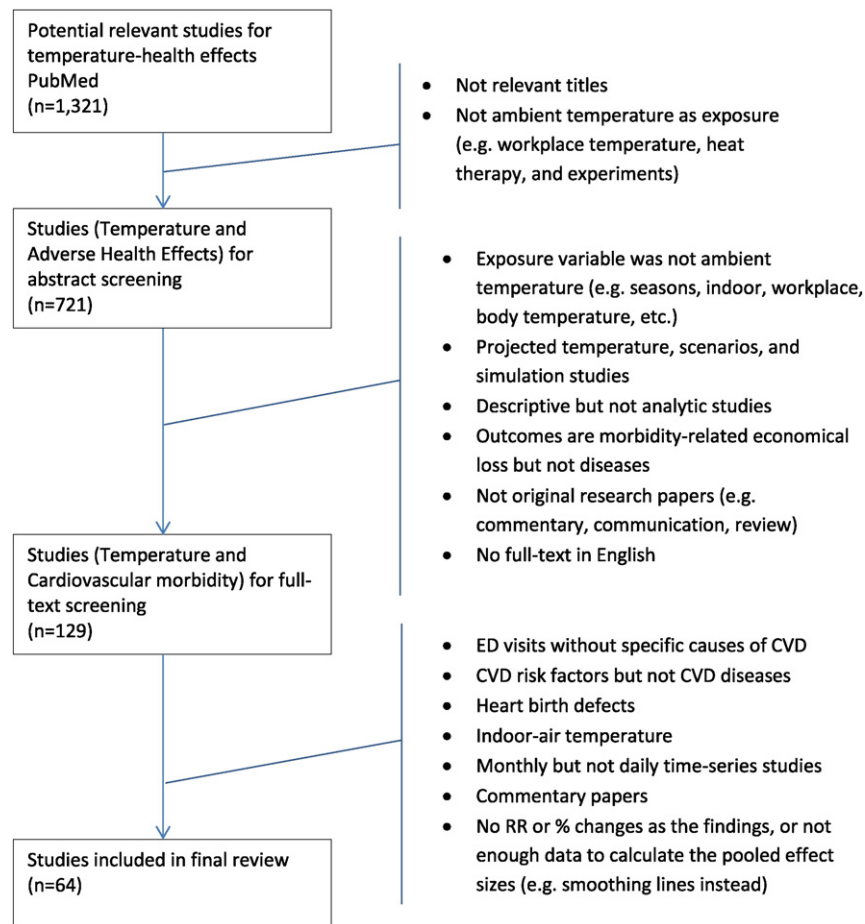 Potential relevant studies for
temperature-health effects
PubMed
(n=1,321)
• Not relevant titles
• Not ambient temperature as exposure
(e.g. workplace temperature, heat
therapy, and experiments)
Studies (Temperature and
Adverse Health Effects) for
abstract screening
(n=721)
• Exposure variable was not ambient
temperature (e.g. seasons, indoor, workplace,
body temperature, etc.)
• Projected temperature, scenarios, and
simulation studies
• Descriptive but not analytic studies
• Outcomes are morbidity-related economical
loss but not diseases
• Not original research papers (e.g.
commentary, communication, review)
• No full-text in English
Studies (Temperature and
Cardiovascular morbidity) for full-
text screening
(n=129)
• ED visits without specific causes of CVD
• CVD risk factors but not CVD diseases
• Heart birth defects
• Indoor-air temperature
• Monthly but not daily time-series studies
• Commentary papers
• No RR or % changes as the findings, or not
enough data to calculate the pooled effect
sizes (e.g. smoothing lines instead)
Studies included in final review
(n=64)